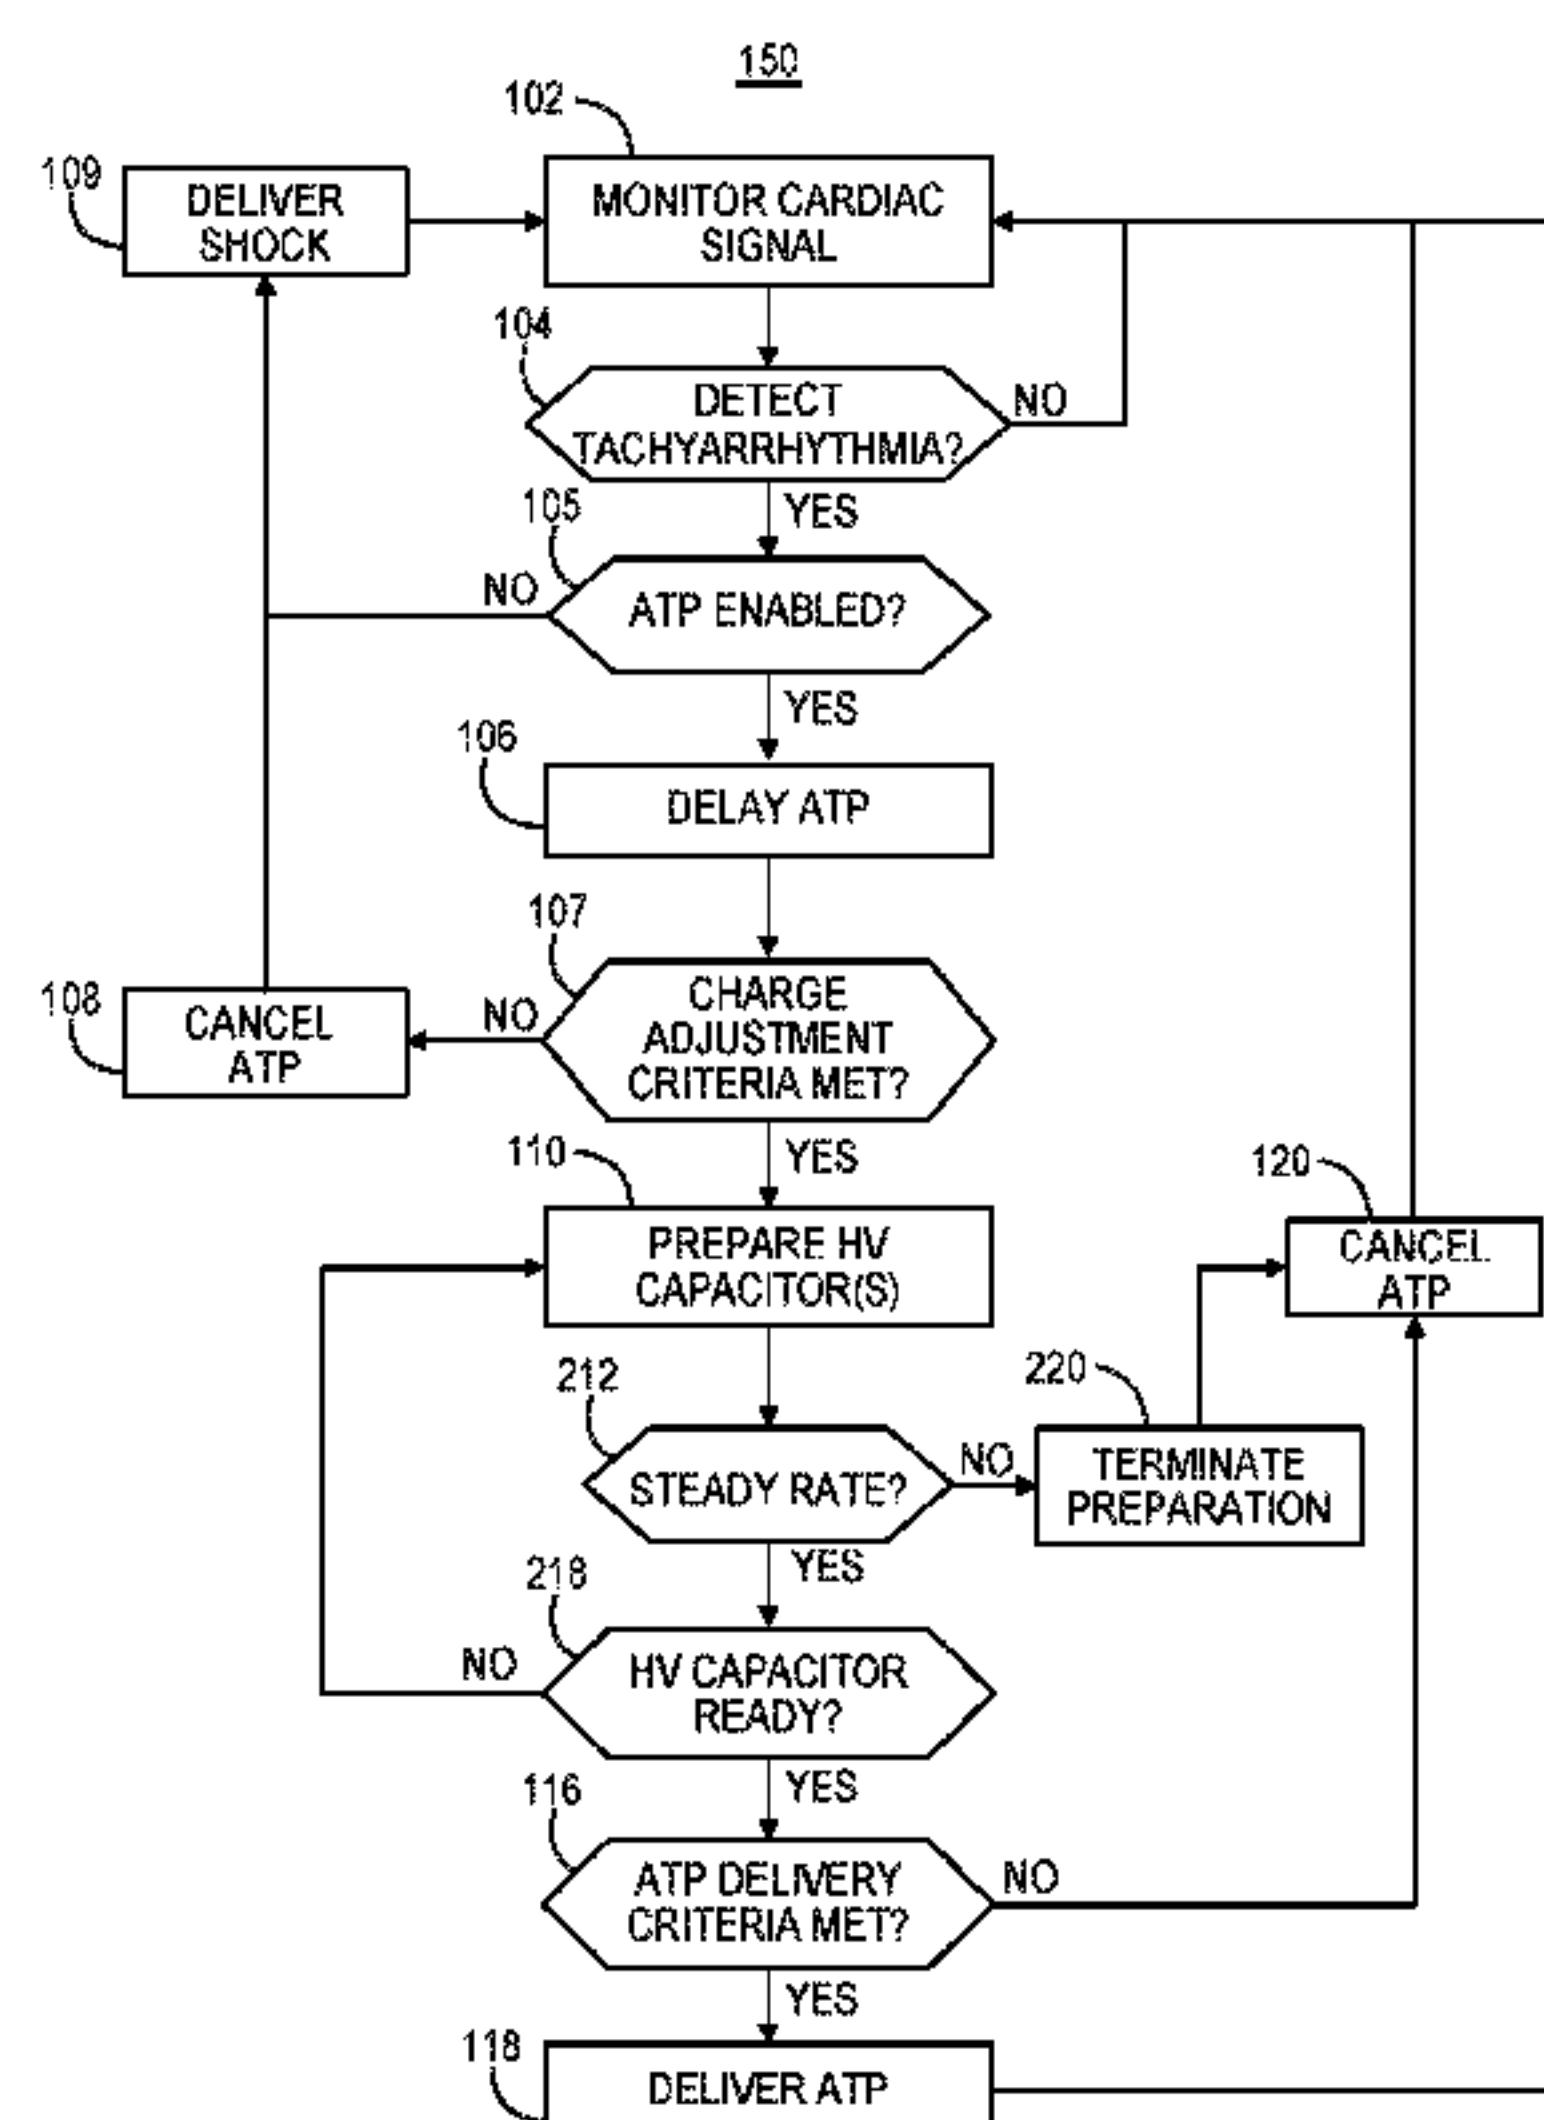 150
102
109
DELIVER
SHOCK
MONITOR CARDIAC
SIGNAL
104
DETECT
TACHYARRHYTHMIA?
NO
YES
105
NO
ATP ENABLED?
YES
106
DELAY ATP
107
CHARGE
ADJUSTMENT
CRITERIA MET?
NO
108
CANCEL
ATP
YES
110
PREPARE HV
CAPACITOR(S)
120
CANCEL
ATP
212
STEADY RATE?
NO
220
TERMINATE
PREPARATION
YES
218
NO
HV CAPACITOR
READY?
YES
116
ATP DELIVERY
CRITERIA MET?
NO
YES
118
DELIVER ATP